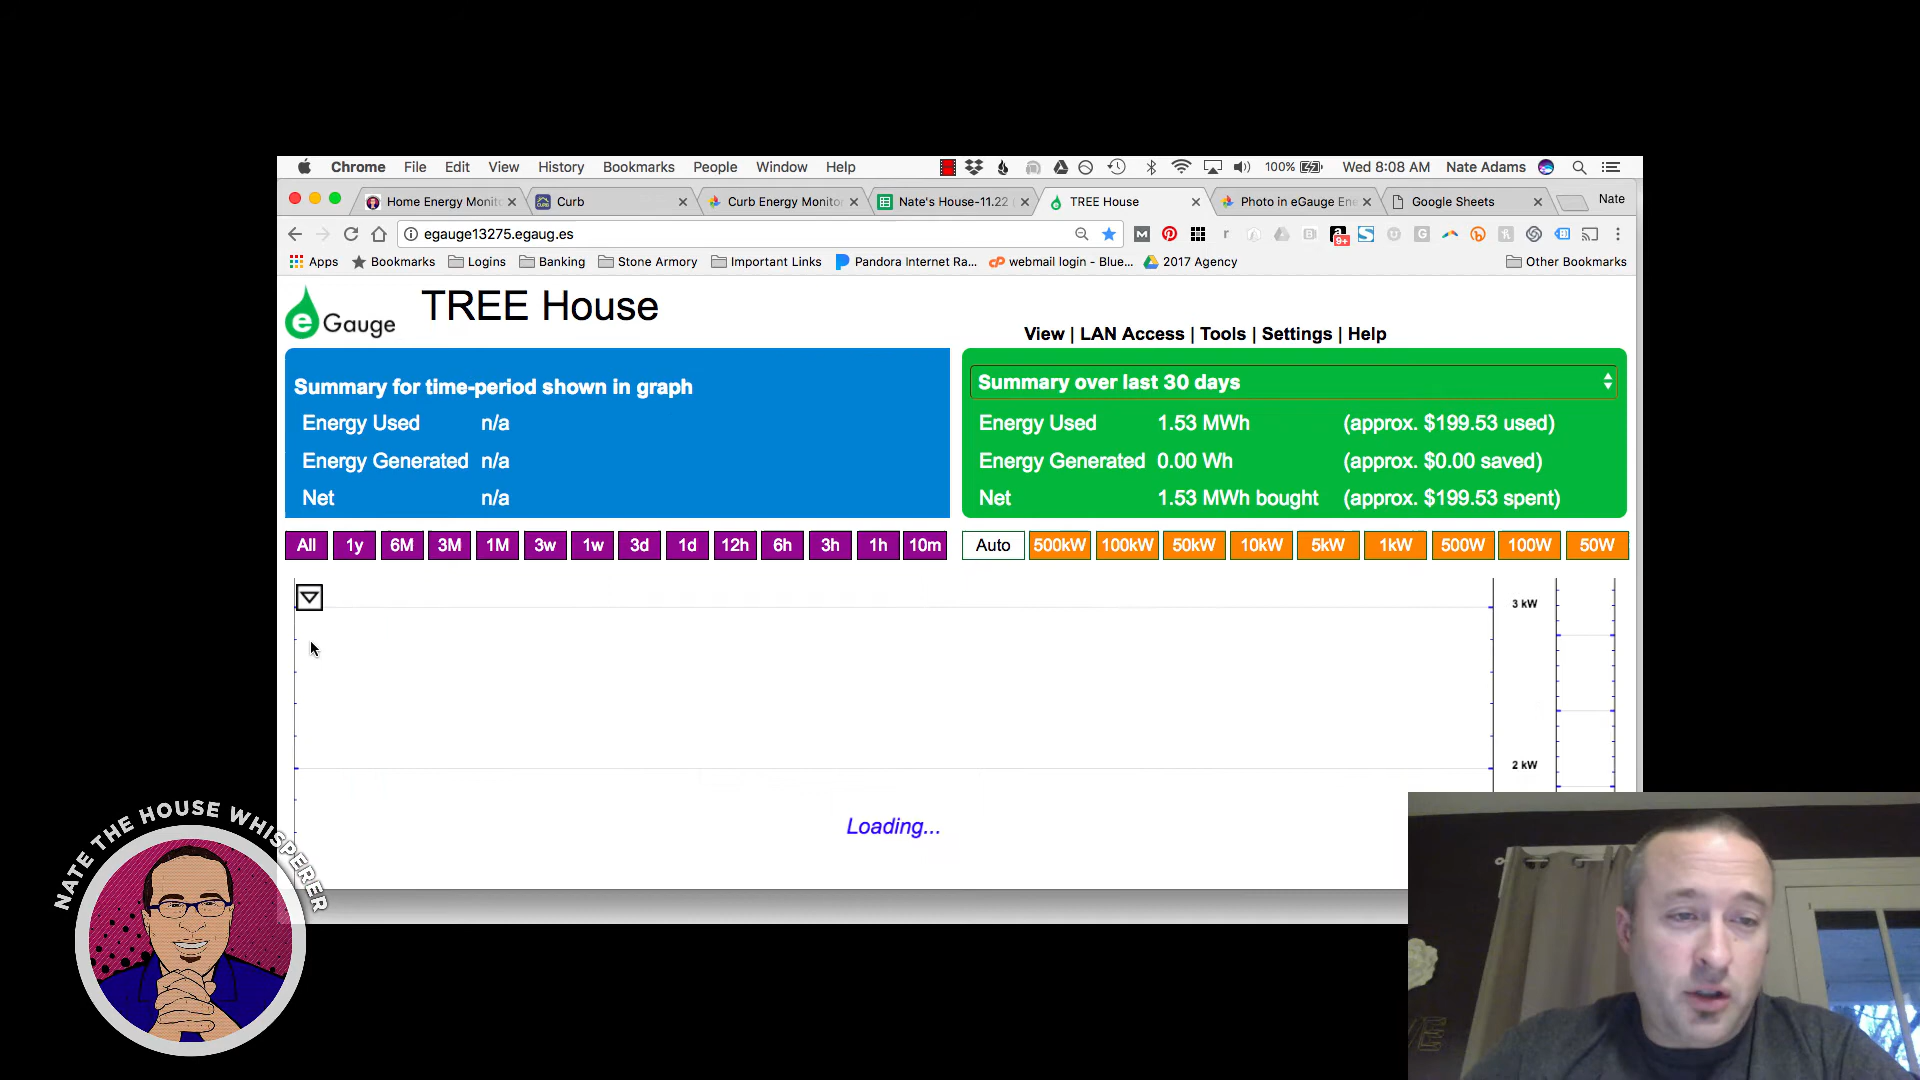 Chrome File Edit View History Bookmarks People Window Help 100% Wed 8:08 AM Nate Adams
Home Energy Monit Curb Curb Energy Monito Nate's House-11.22 TREE House Photo in eGauge En Google Sheets Nate
egauge13275.egaug.es
Apps Bookmarks Logins Banking Stone Armory Important Links Pandora Internet Ra... webmail login - Blue... 2017 Agency Other Bookmarks
e Gauge TREE House
View | LAN Access | Tools | Settings | Help
Summary for time-period shown in graph
Energy Used n/a
Energy Generated n/a
Net n/a
Summary over last 30 days
Energy Used 1.53 MWh (approx. $199.53 used)
Energy Generated 0.00 Wh (approx. $0.00 saved)
Net 1.53 MWh bought (approx. $199.53 spent)
All 1y 6M 3M 1M 3w 1w 3d 1d 12h 6h 3h 1h 10m Auto 500kW 100kW 50kW 10kW 5kW 1kW 500W 100W 50W
3 kW
2 kW
Loading...
NATE THE HOUSE WHISPERER